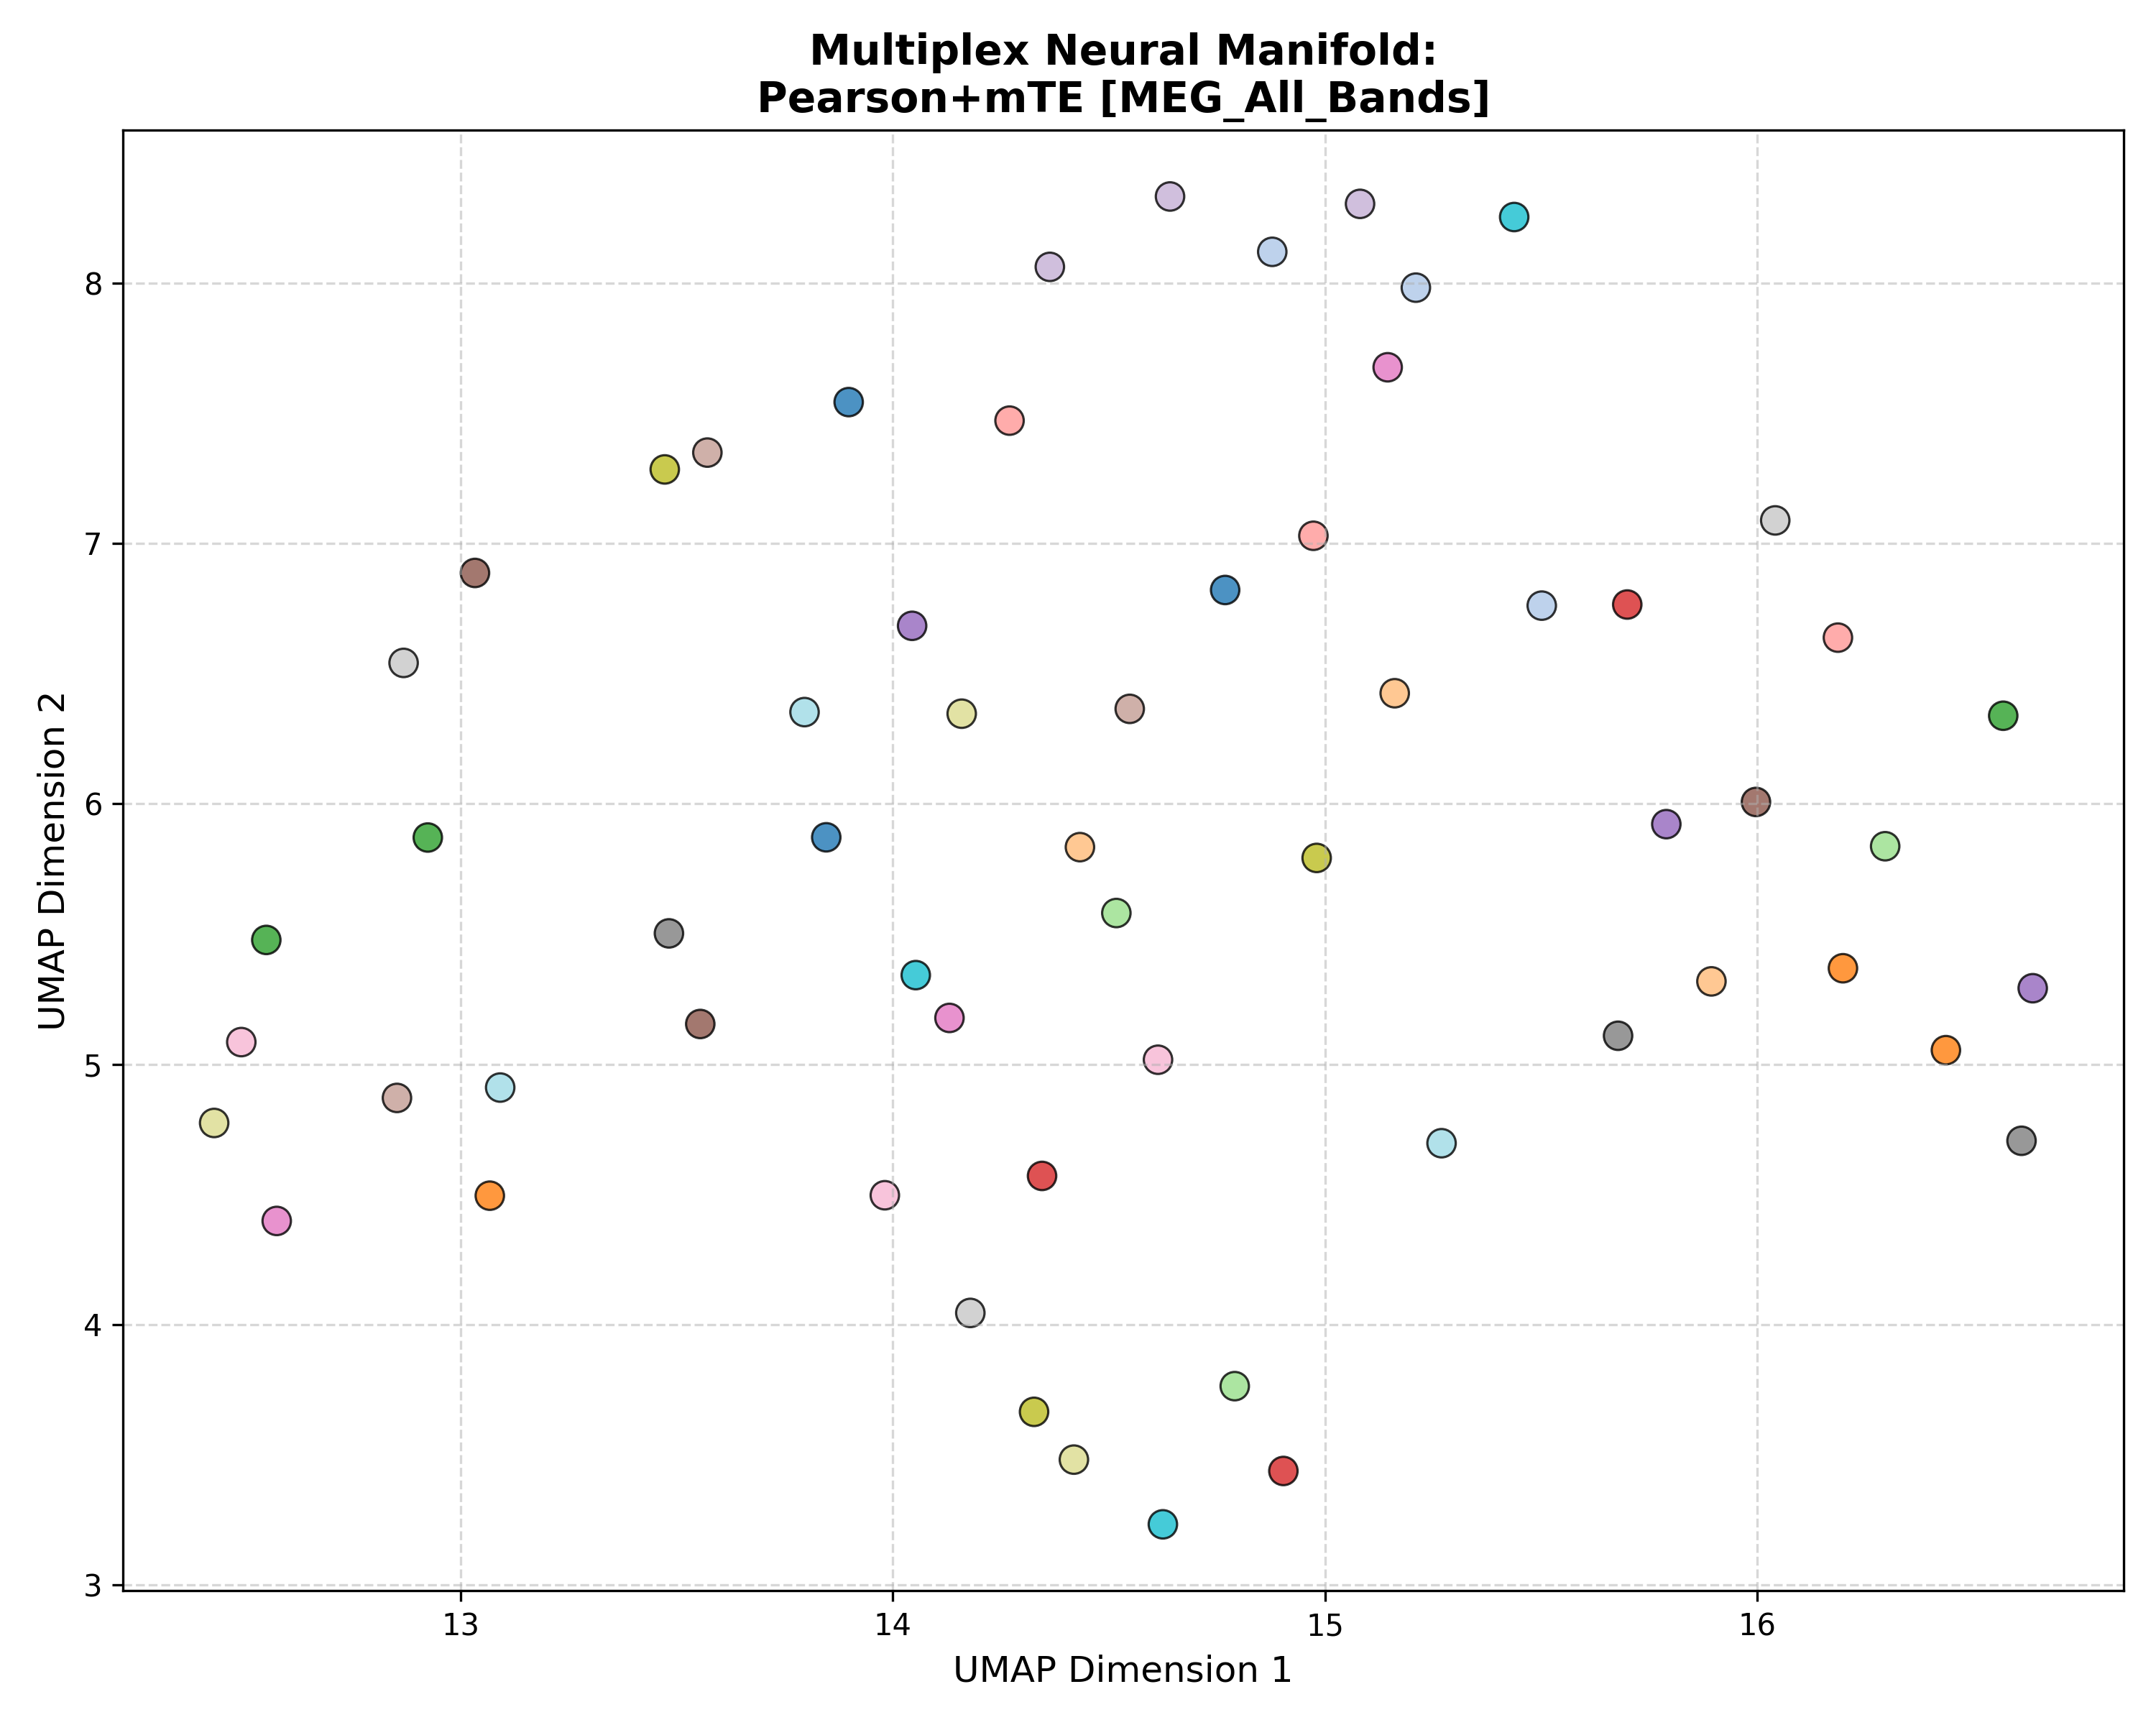 Multiplex Neural Manifold:
Pearson+mTE [MEG_All_Bands]
UMAP Dimension 2
8
7
6
5
4
3
13 14 15 16
UMAP Dimension 1